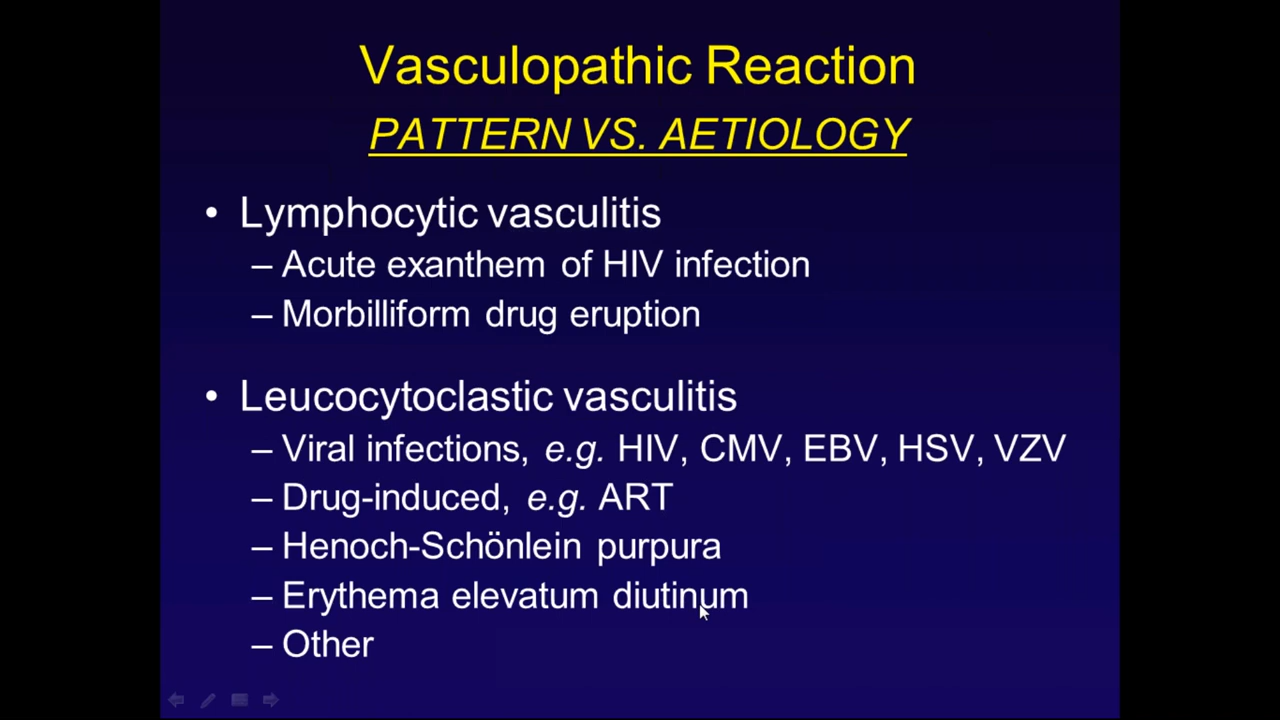 Vasculopathic Reaction
PATTERN VS. AETIOLOGY
• Lymphocytic vasculitis
– Acute exanthem of HIV infection
– Morbilliform drug eruption
• Leucocytoclastic vasculitis
– Viral infections, e.g. HIV, CMV, EBV, HSV, VZV
– Drug-induced, e.g. ART
– Henoch-Schönlein purpura
– Erythema elevatum diutinum
– Other